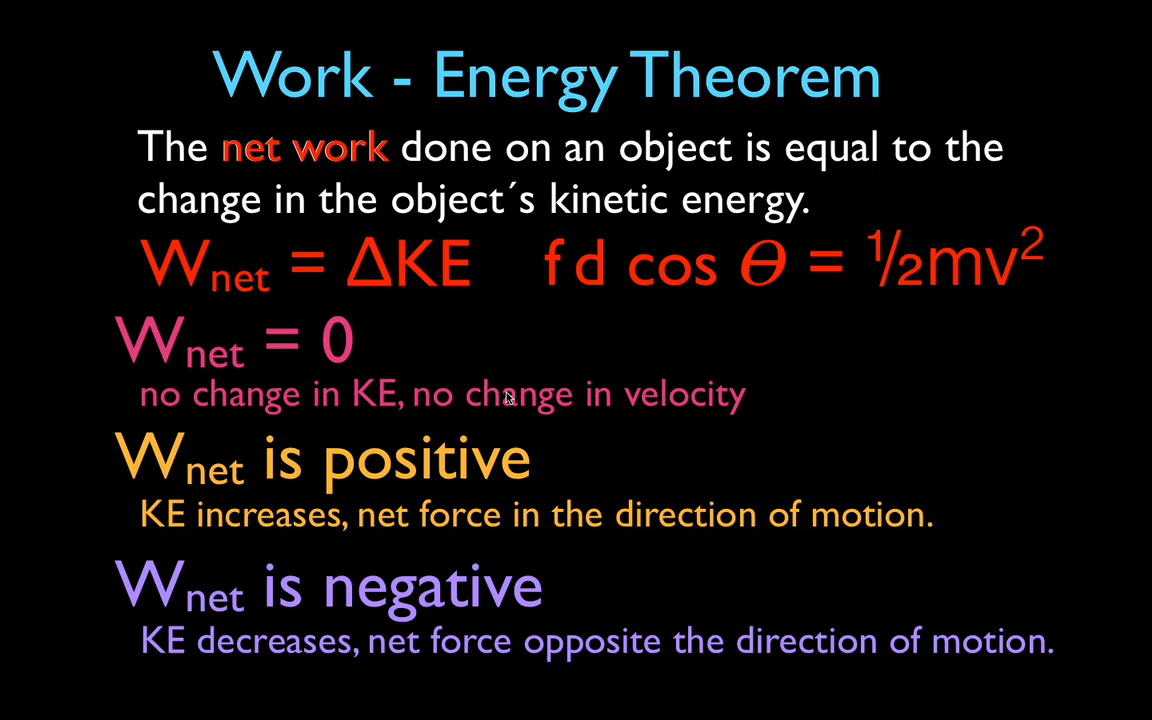 Work - Energy Theorem
The net work done on an object is equal to the
change in the object´s kinetic energy.
Wnet = ΔKE f d cos Θ = ½mv²
Wnet = 0
no change in KE, no change in velocity
Wnet is positive
KE increases, net force in the direction of motion.
Wnet is negative
KE decreases, net force opposite the direction of motion.